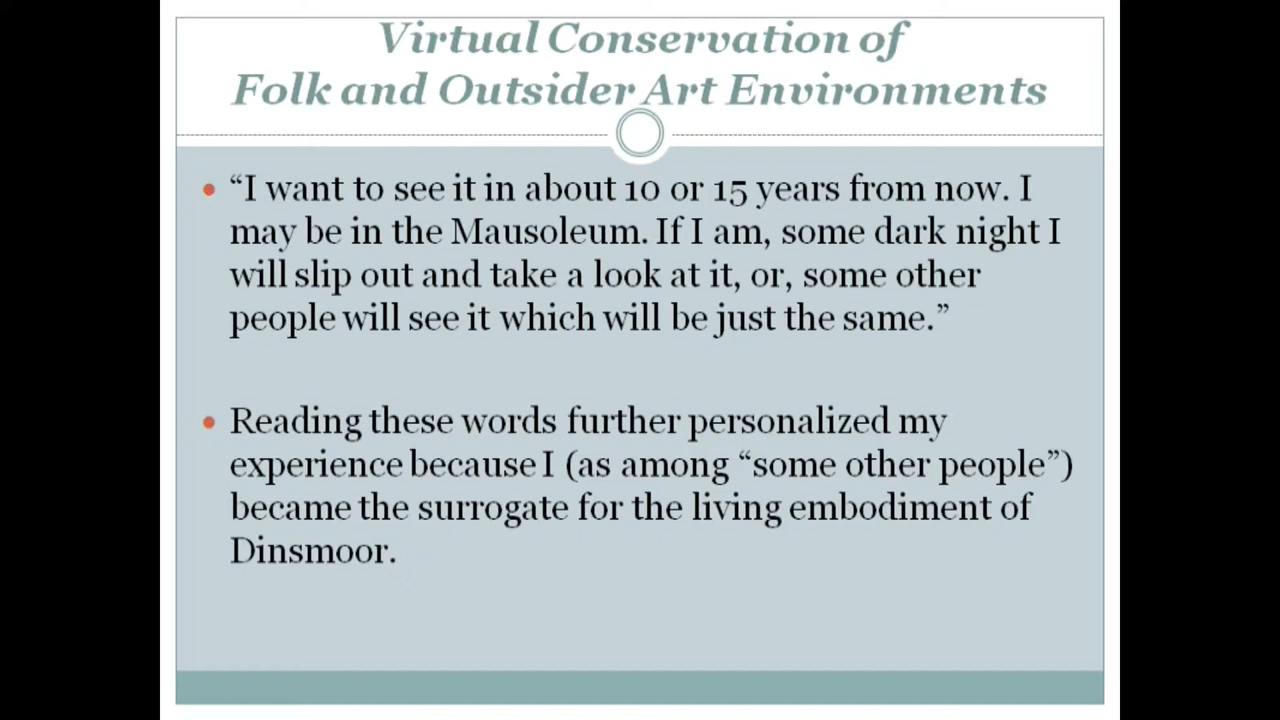 Virtual Conservation of
Folk and Outsider Art Environments
• “I want to see it in about 10 or 15 years from now. I
may be in the Mausoleum. If I am, some dark night I
will slip out and take a look at it, or, some other
people will see it which will be just the same.”
• Reading these words further personalized my
experience because I (as among “some other people”)
became the surrogate for the living embodiment of
Dinsmoor.